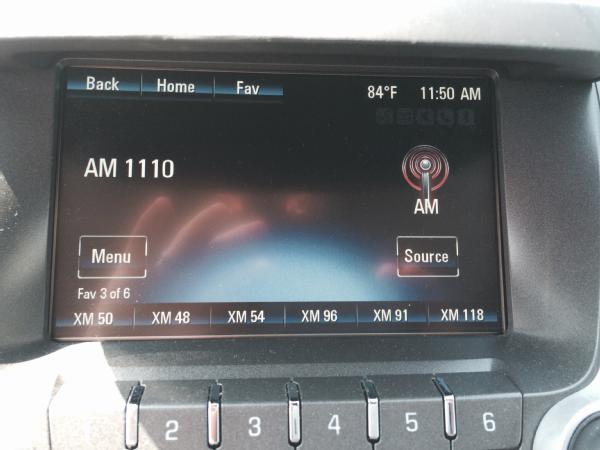 Back Home Fav 84°F 11:50 AM
AM 1110
AM
Menu Source
Fav 3 of 6
XM 50 XM 48 XM 54 XM 96 XM 91 XM 118
1 2 3 4 5 6